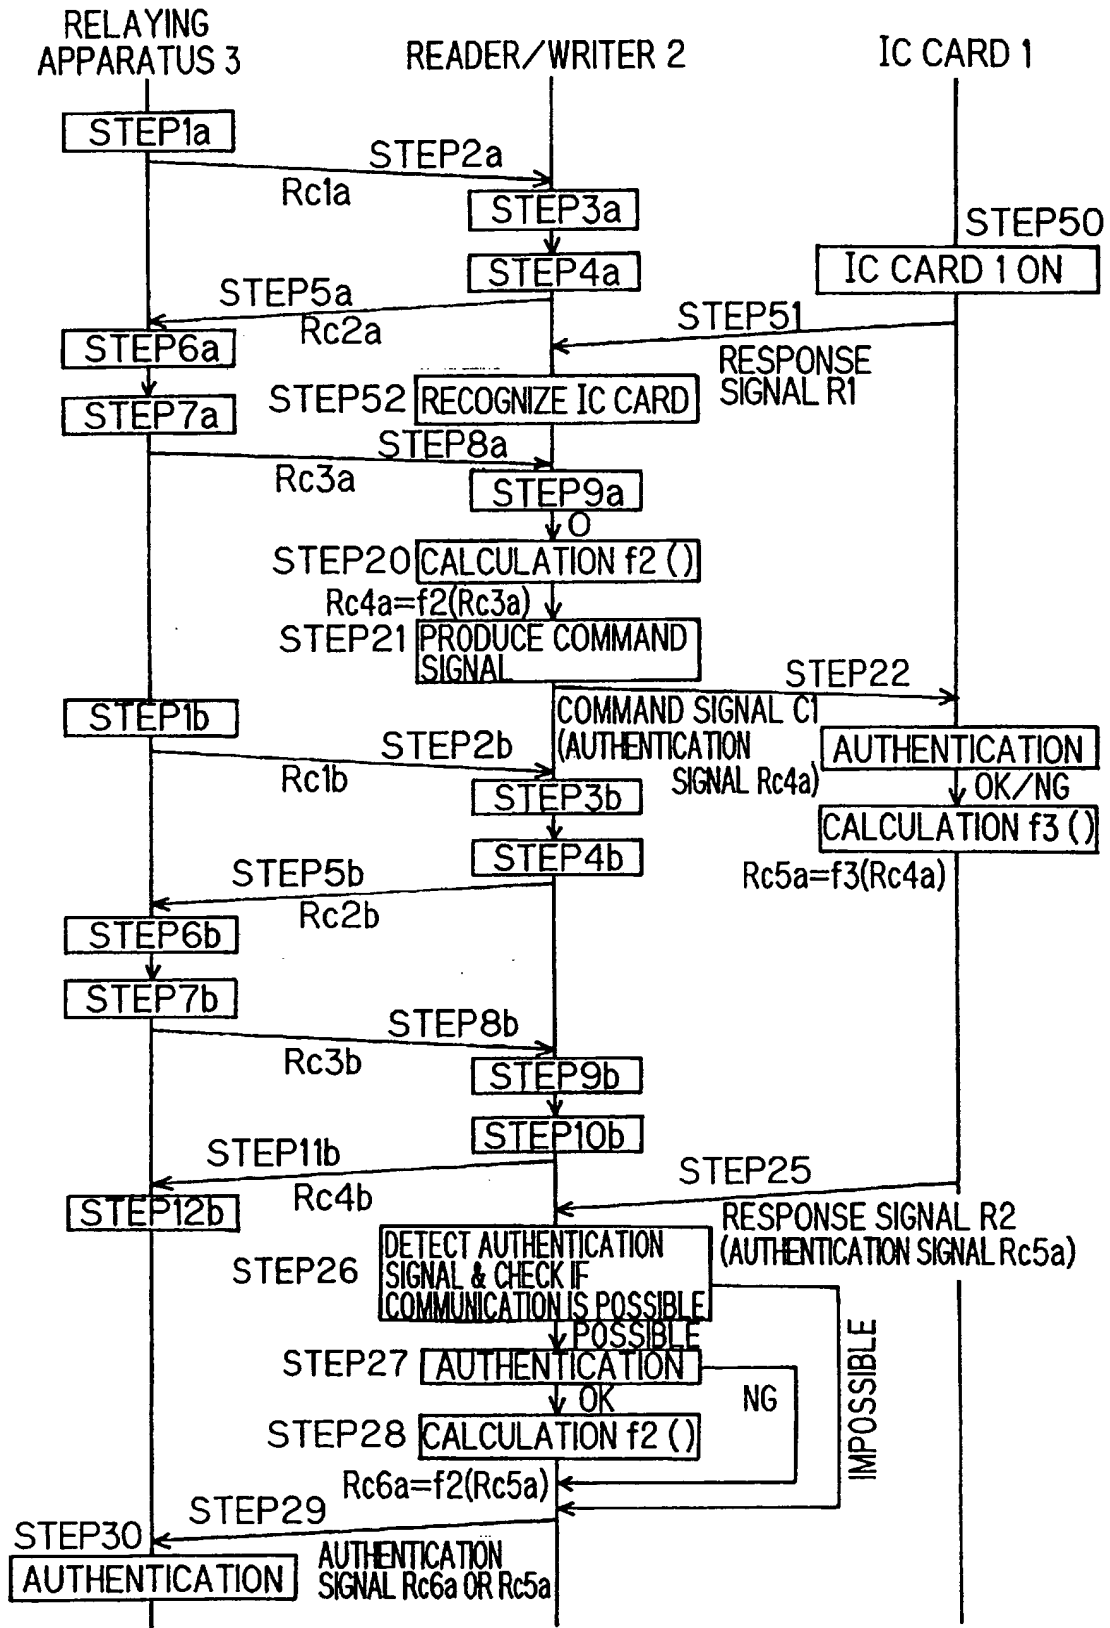 RELAYING
APPARATUS 3
READER/WRITER 2
IC CARD 1
STEP1a
STEP2a
Rc1a
STEP3a
STEP50
STEP4a
IC CARD 1 ON
STEP5a
Rc2a
STEP51
STEP6a
RESPONSE
SIGNAL R1
STEP52
RECOGNIZE IC CARD
STEP7a
STEP8a
Rc3a
STEP9a
O
STEP20
CALCULATION f2 ()
Rc4a=f2(Rc3a)
STEP21
PRODUCE COMMAND
SIGNAL
STEP22
STEP1b
COMMAND SIGNAL C1
(AUTHENTICATION
SIGNAL Rc4a)
AUTHENTICATION
STEP2b
Rc1b
OK/NG
STEP3b
CALCULATION f3 ()
STEP4b
Rc5a=f3(Rc4a)
STEP5b
Rc2b
STEP6b
STEP7b
STEP8b
Rc3b
STEP9b
STEP10b
STEP11b
Rc4b
STEP25
STEP12b
RESPONSE SIGNAL R2
(AUTHENTICATION SIGNAL Rc5a)
STEP26
DETECT AUTHENTICATION
SIGNAL & CHECK IF
COMMUNICATION IS POSSIBLE
POSSIBLE
IMPOSSIBLE
STEP27
AUTHENTICATION
OK
NG
STEP28
CALCULATION f2 ()
Rc6a=f2(Rc5a)
STEP29
STEP30
AUTHENTICATION
AUTHENTICATION
SIGNAL Rc6a OR Rc5a